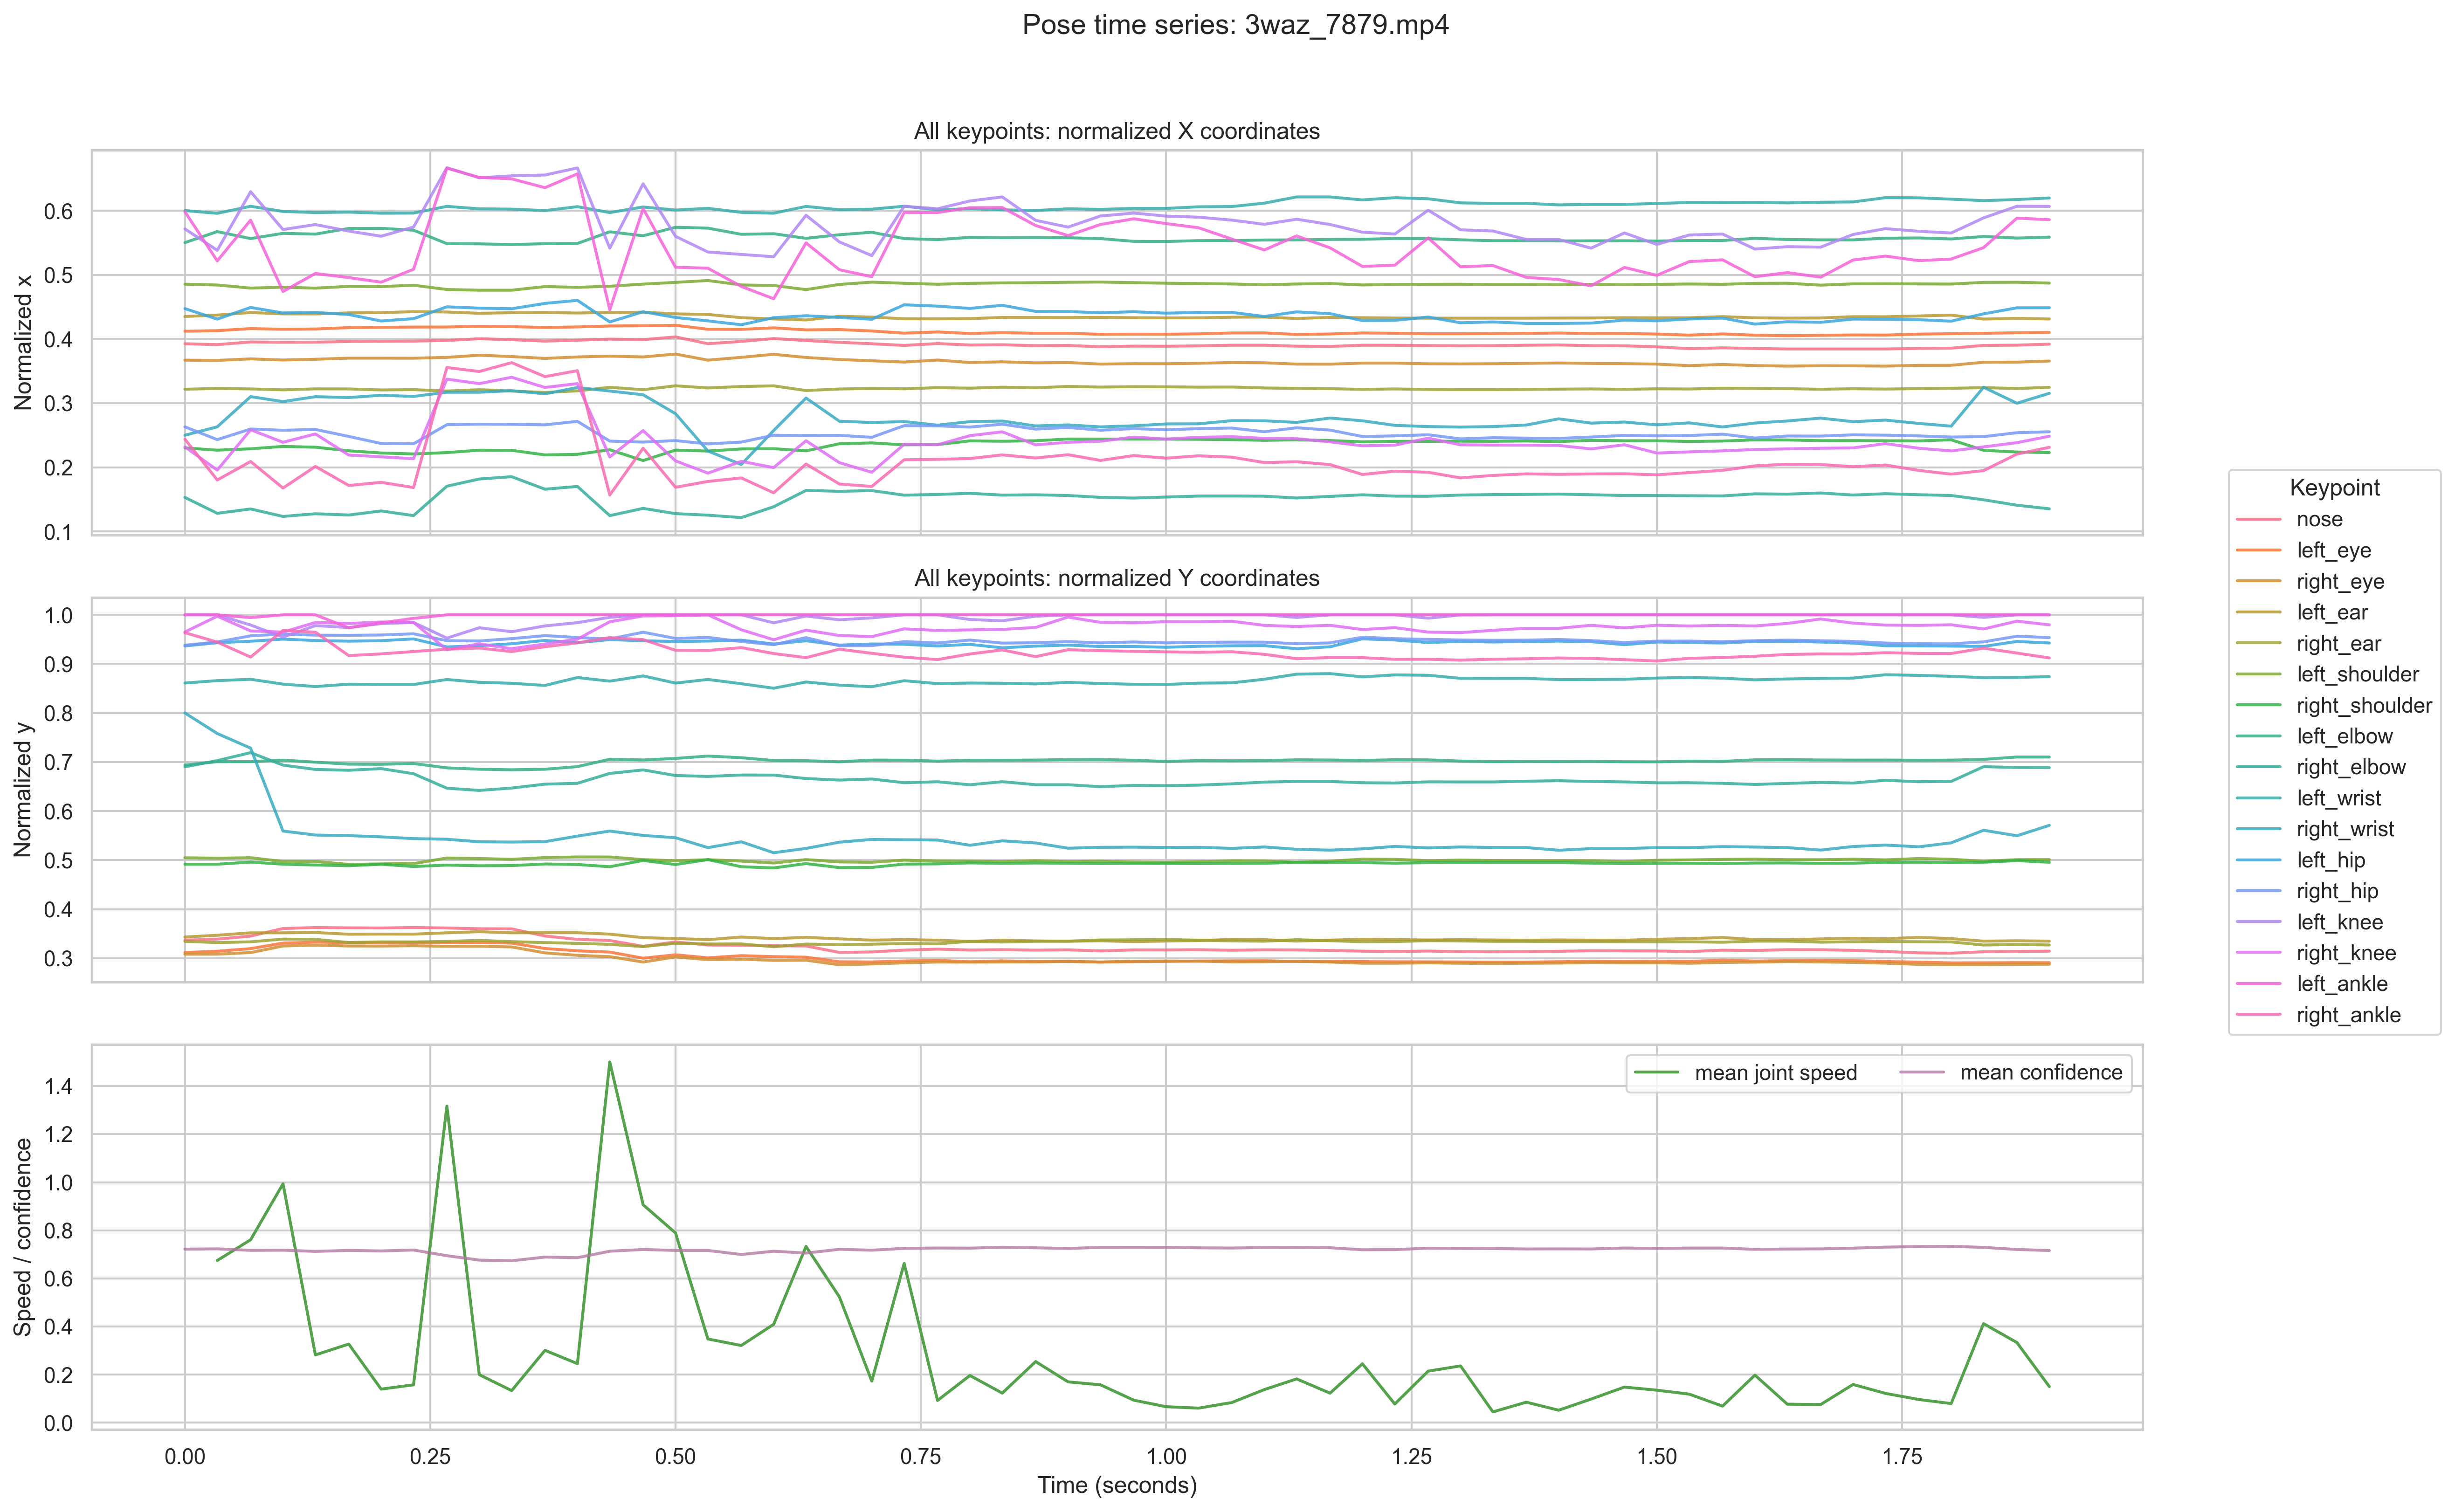 Pose time series: 3waz_7879.mp4
All keypoints: normalized X coordinates
Normalized x
0.6
0.5
0.4
0.3
0.2
0.1
All keypoints: normalized Y coordinates
Normalized y
1.0
0.9
0.8
0.7
0.6
0.5
0.4
0.3
Keypoint
nose
left_eye
right_eye
left_ear
right_ear
left_shoulder
right_shoulder
left_elbow
right_elbow
left_wrist
right_wrist
left_hip
right_hip
left_knee
right_knee
left_ankle
right_ankle
Speed / confidence
1.4
1.2
1.0
0.8
0.6
0.4
0.2
0.0
mean joint speed mean confidence
0.00 0.25 0.50 0.75 1.00 1.25 1.50 1.75
Time (seconds)